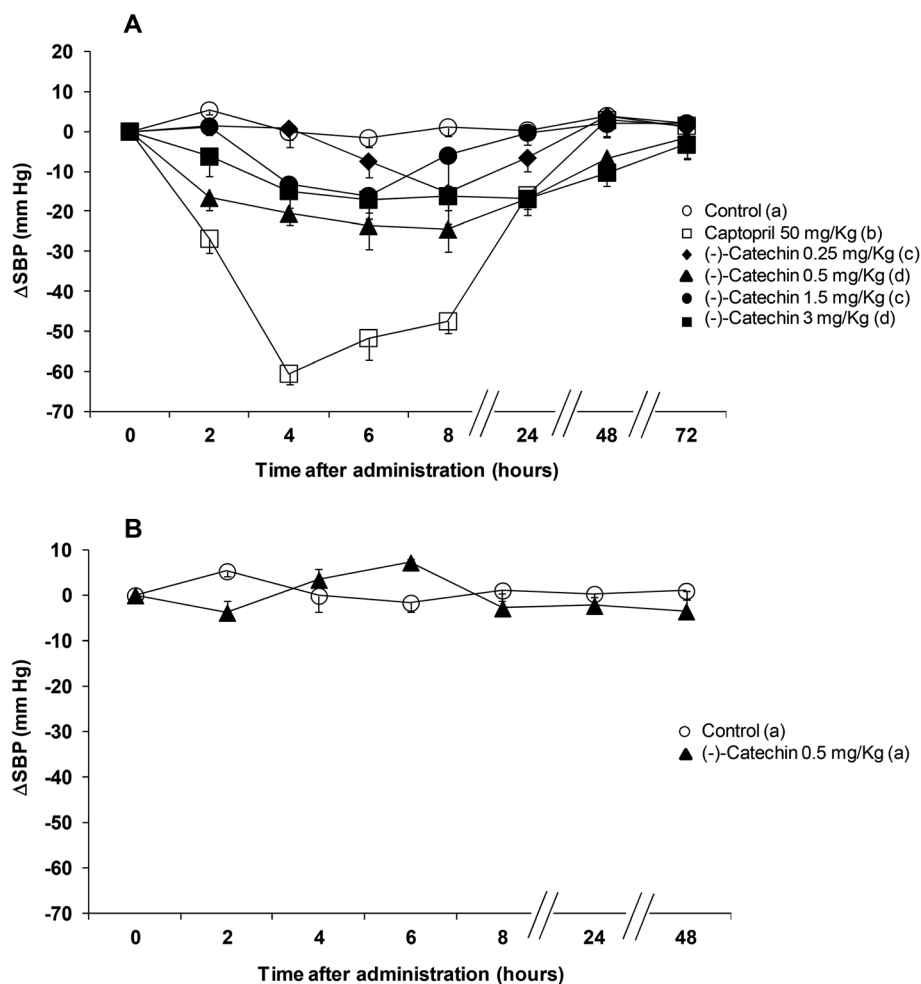 A
20
10
0
-10
-20
-30
-40
-50
-60
-70
ΔSBP (mm Hg)
0 2 4 6 8 24 48 72
Time after administration (hours)
Control (a)
Captopril 50 mg/Kg (b)
(-)-Catechin 0.25 mg/Kg (c)
(-)-Catechin 0.5 mg/Kg (d)
(-)-Catechin 1.5 mg/Kg (c)
(-)-Catechin 3 mg/Kg (d)
B
10
0
-10
-20
-30
-40
-50
-60
-70
ΔSBP (mm Hg)
0 2 4 6 8 24 48
Time after administration (hours)
Control (a)
(-)-Catechin 0.5 mg/Kg (a)